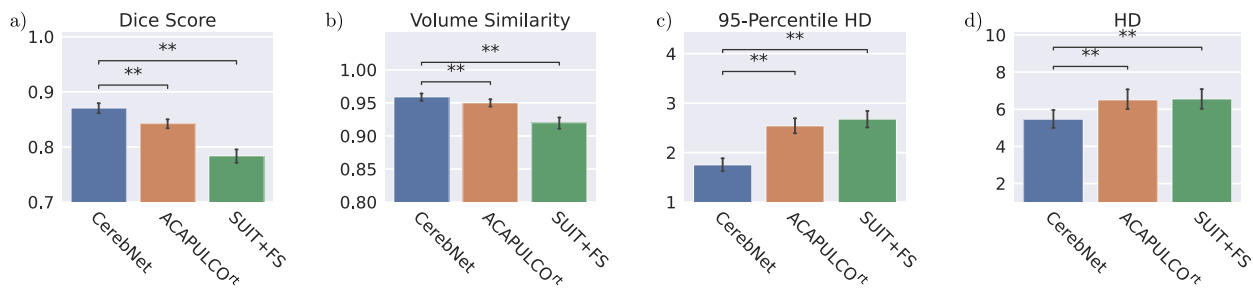 a) Dice Score
1.0
0.9
0.8
0.7
**
**
CerebNet
ACAPULCOʳᵗ
SUIT+FS
b) Volume Similarity
1.00
0.95
0.90
0.85
0.80
**
**
CerebNet
ACAPULCOʳᵗ
SUIT+FS
c) 95-Percentile HD
4
3
2
1
**
**
CerebNet
ACAPULCOʳᵗ
SUIT+FS
d) HD
10
8
6
4
2
**
**
CerebNet
ACAPULCOʳᵗ
SUIT+FS